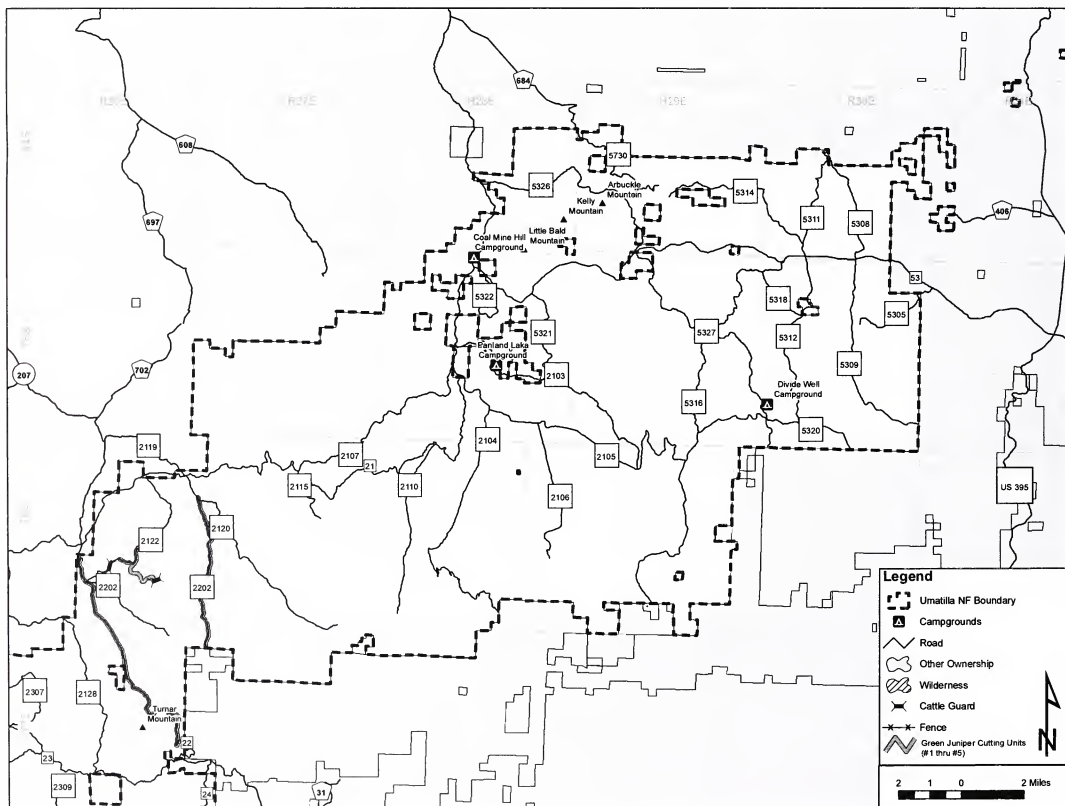 684
R27E
R28E
R29E
R30E
608
5730
Arbuckle
Mountain
5326
5314
Kelly
Mountain
697
5311
5308
406
Little Bald
Mountain
Coal Mine Hill
Campground
53
5322
5318
5305
5321
5327
5312
Penland Lake
Campground
207
702
2103
5309
Divide Well
Campground
5316
5320
2119
2104
2107
21
2105
2115
2110
2106
US 395
2120
2122
2202
2202
Legend
Umatilla NF Boundary
Campgrounds
Road
Other Ownership
Wilderness
Cattle Guard
Fence
Green Juniper Cutting Units
(#1 thru #5)
N
2307
2128
Turner
Mountain
22
23
2309
24
31
2 1 0 2 Miles